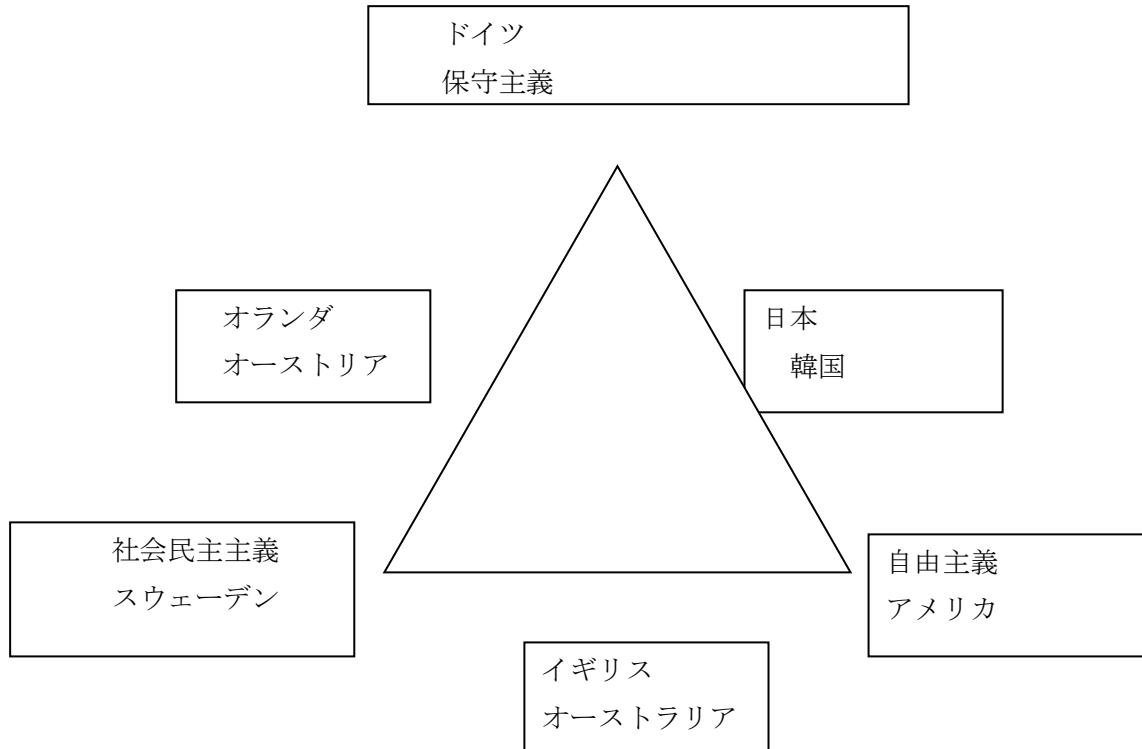 ドイツ
保守主義
オランダ
オーストリア
日本
韓国
社会民主主義
スウェーデン
自由主義
アメリカ
イギリス
オーストラリア